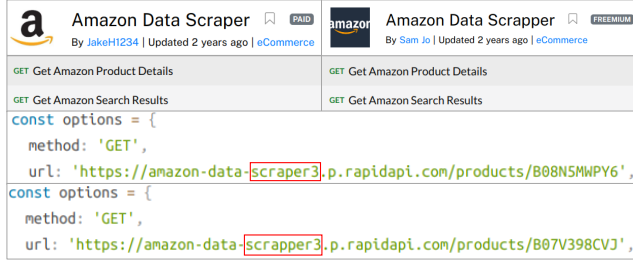 Amazon Data Scraper PAID
By JakeH1234 | Updated 2 years ago | eCommerce
GET Get Amazon Product Details
GET Get Amazon Search Results
amazon
Amazon Data Scrapper FREEMIUM
By Sam Jo | Updated 2 years ago | eCommerce
GET Get Amazon Product Details
GET Get Amazon Search Results
const options = {
method: 'GET',
url: 'https://amazon-data-scraper3.p.rapidapi.com/products/B08N5MWPY6',
const options = {
method: 'GET',
url: 'https://amazon-data-scrapper3.p.rapidapi.com/products/B07V398CVJ',